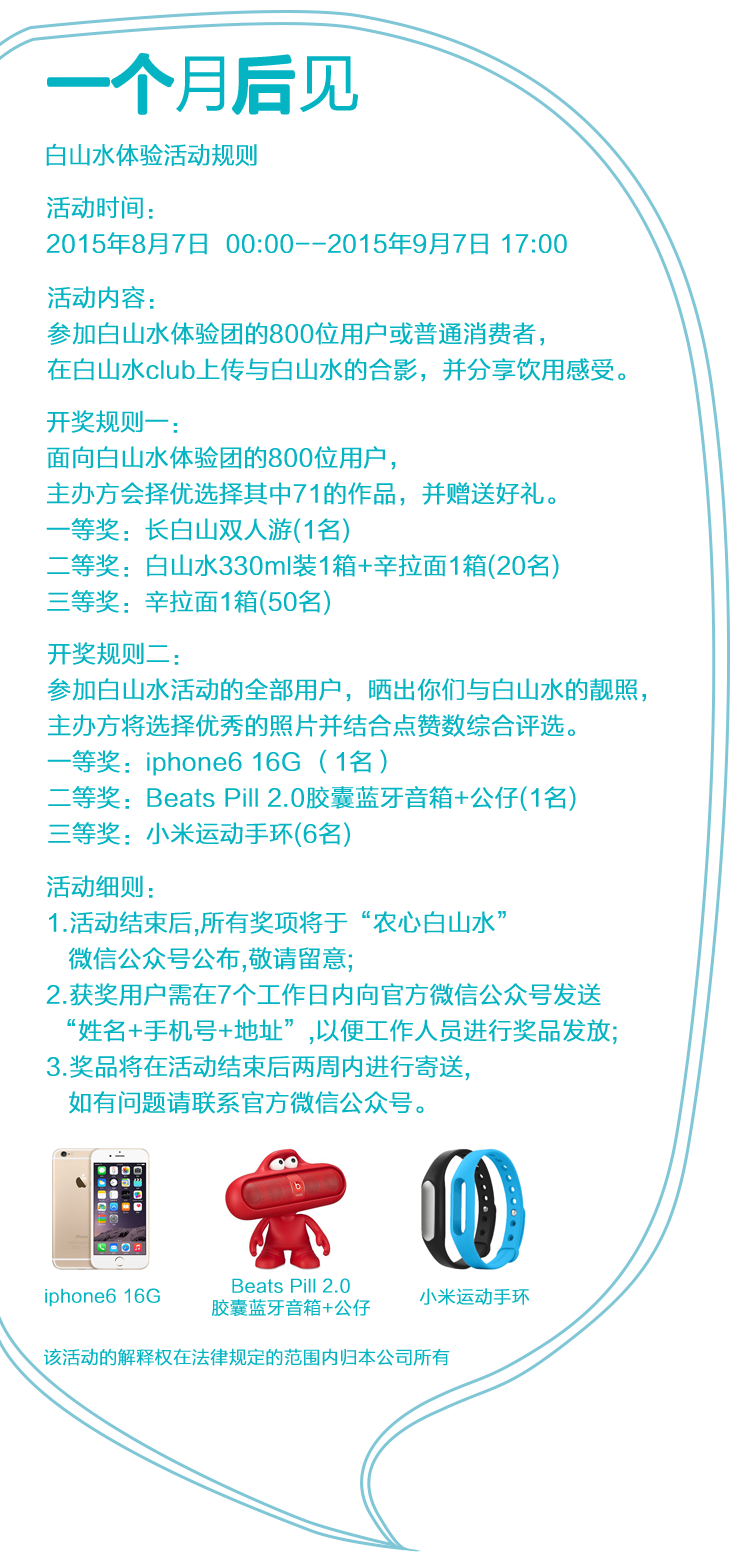 一个月后见
白山水体验活动规则
活动时间：
2015年8月7日 00:00--2015年9月7日 17:00
活动内容：
参加白山水体验团的800位用户或普通消费者，
在白山水club上传与白山水的合影，并分享饮用感受。
开奖规则一：
面向白山水体验团的800位用户，
主办方会择优选择其中71的作品，并赠送好礼。
一等奖：长白山双人游(1名)
二等奖：白山水330ml装1箱+辛拉面1箱(20名)
三等奖：辛拉面1箱(50名)
开奖规则二：
参加白山水活动的全部用户，晒出你们与白山水的靓照，
主办方将选择优秀的照片并结合点赞数综合评选。
一等奖：iphone6 16G（1名）
二等奖：Beats Pill 2.0胶囊蓝牙音箱+公仔(1名)
三等奖：小米运动手环(6名)
活动细则：
1.活动结束后,所有奖项将于“农心白山水”
微信公众号公布,敬请留意;
2.获奖用户需在7个工作日内向官方微信公众号发送
“姓名+手机号+地址”,以便工作人员进行奖品发放;
3.奖品将在活动结束后两周内进行寄送,
如有问题请联系官方微信公众号。
iphone6 16G
Beats Pill 2.0
胶囊蓝牙音箱+公仔
小米运动手环
该活动的解释权在法律规定的范围内归本公司所有